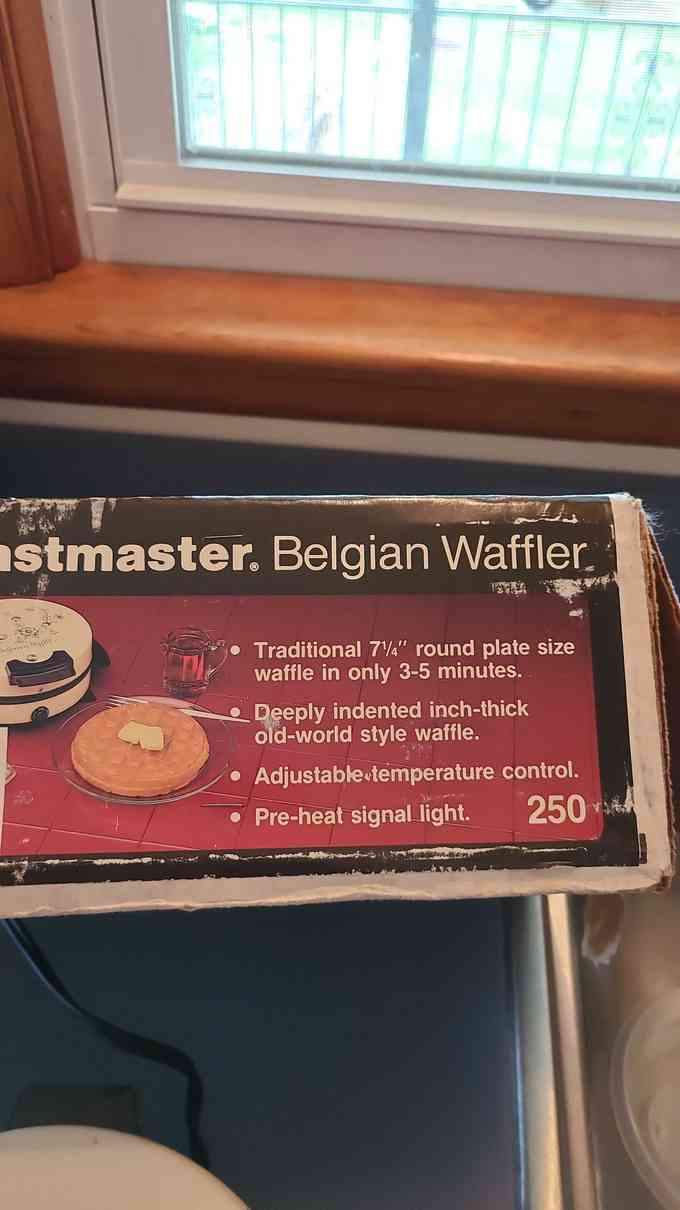 astmaster® Belgian Waffler
• Traditional 7¼" round plate size
waffle in only 3-5 minutes.
• Deeply indented inch-thick
old-world style waffle.
• Adjustable temperature control.
• Pre-heat signal light.
250